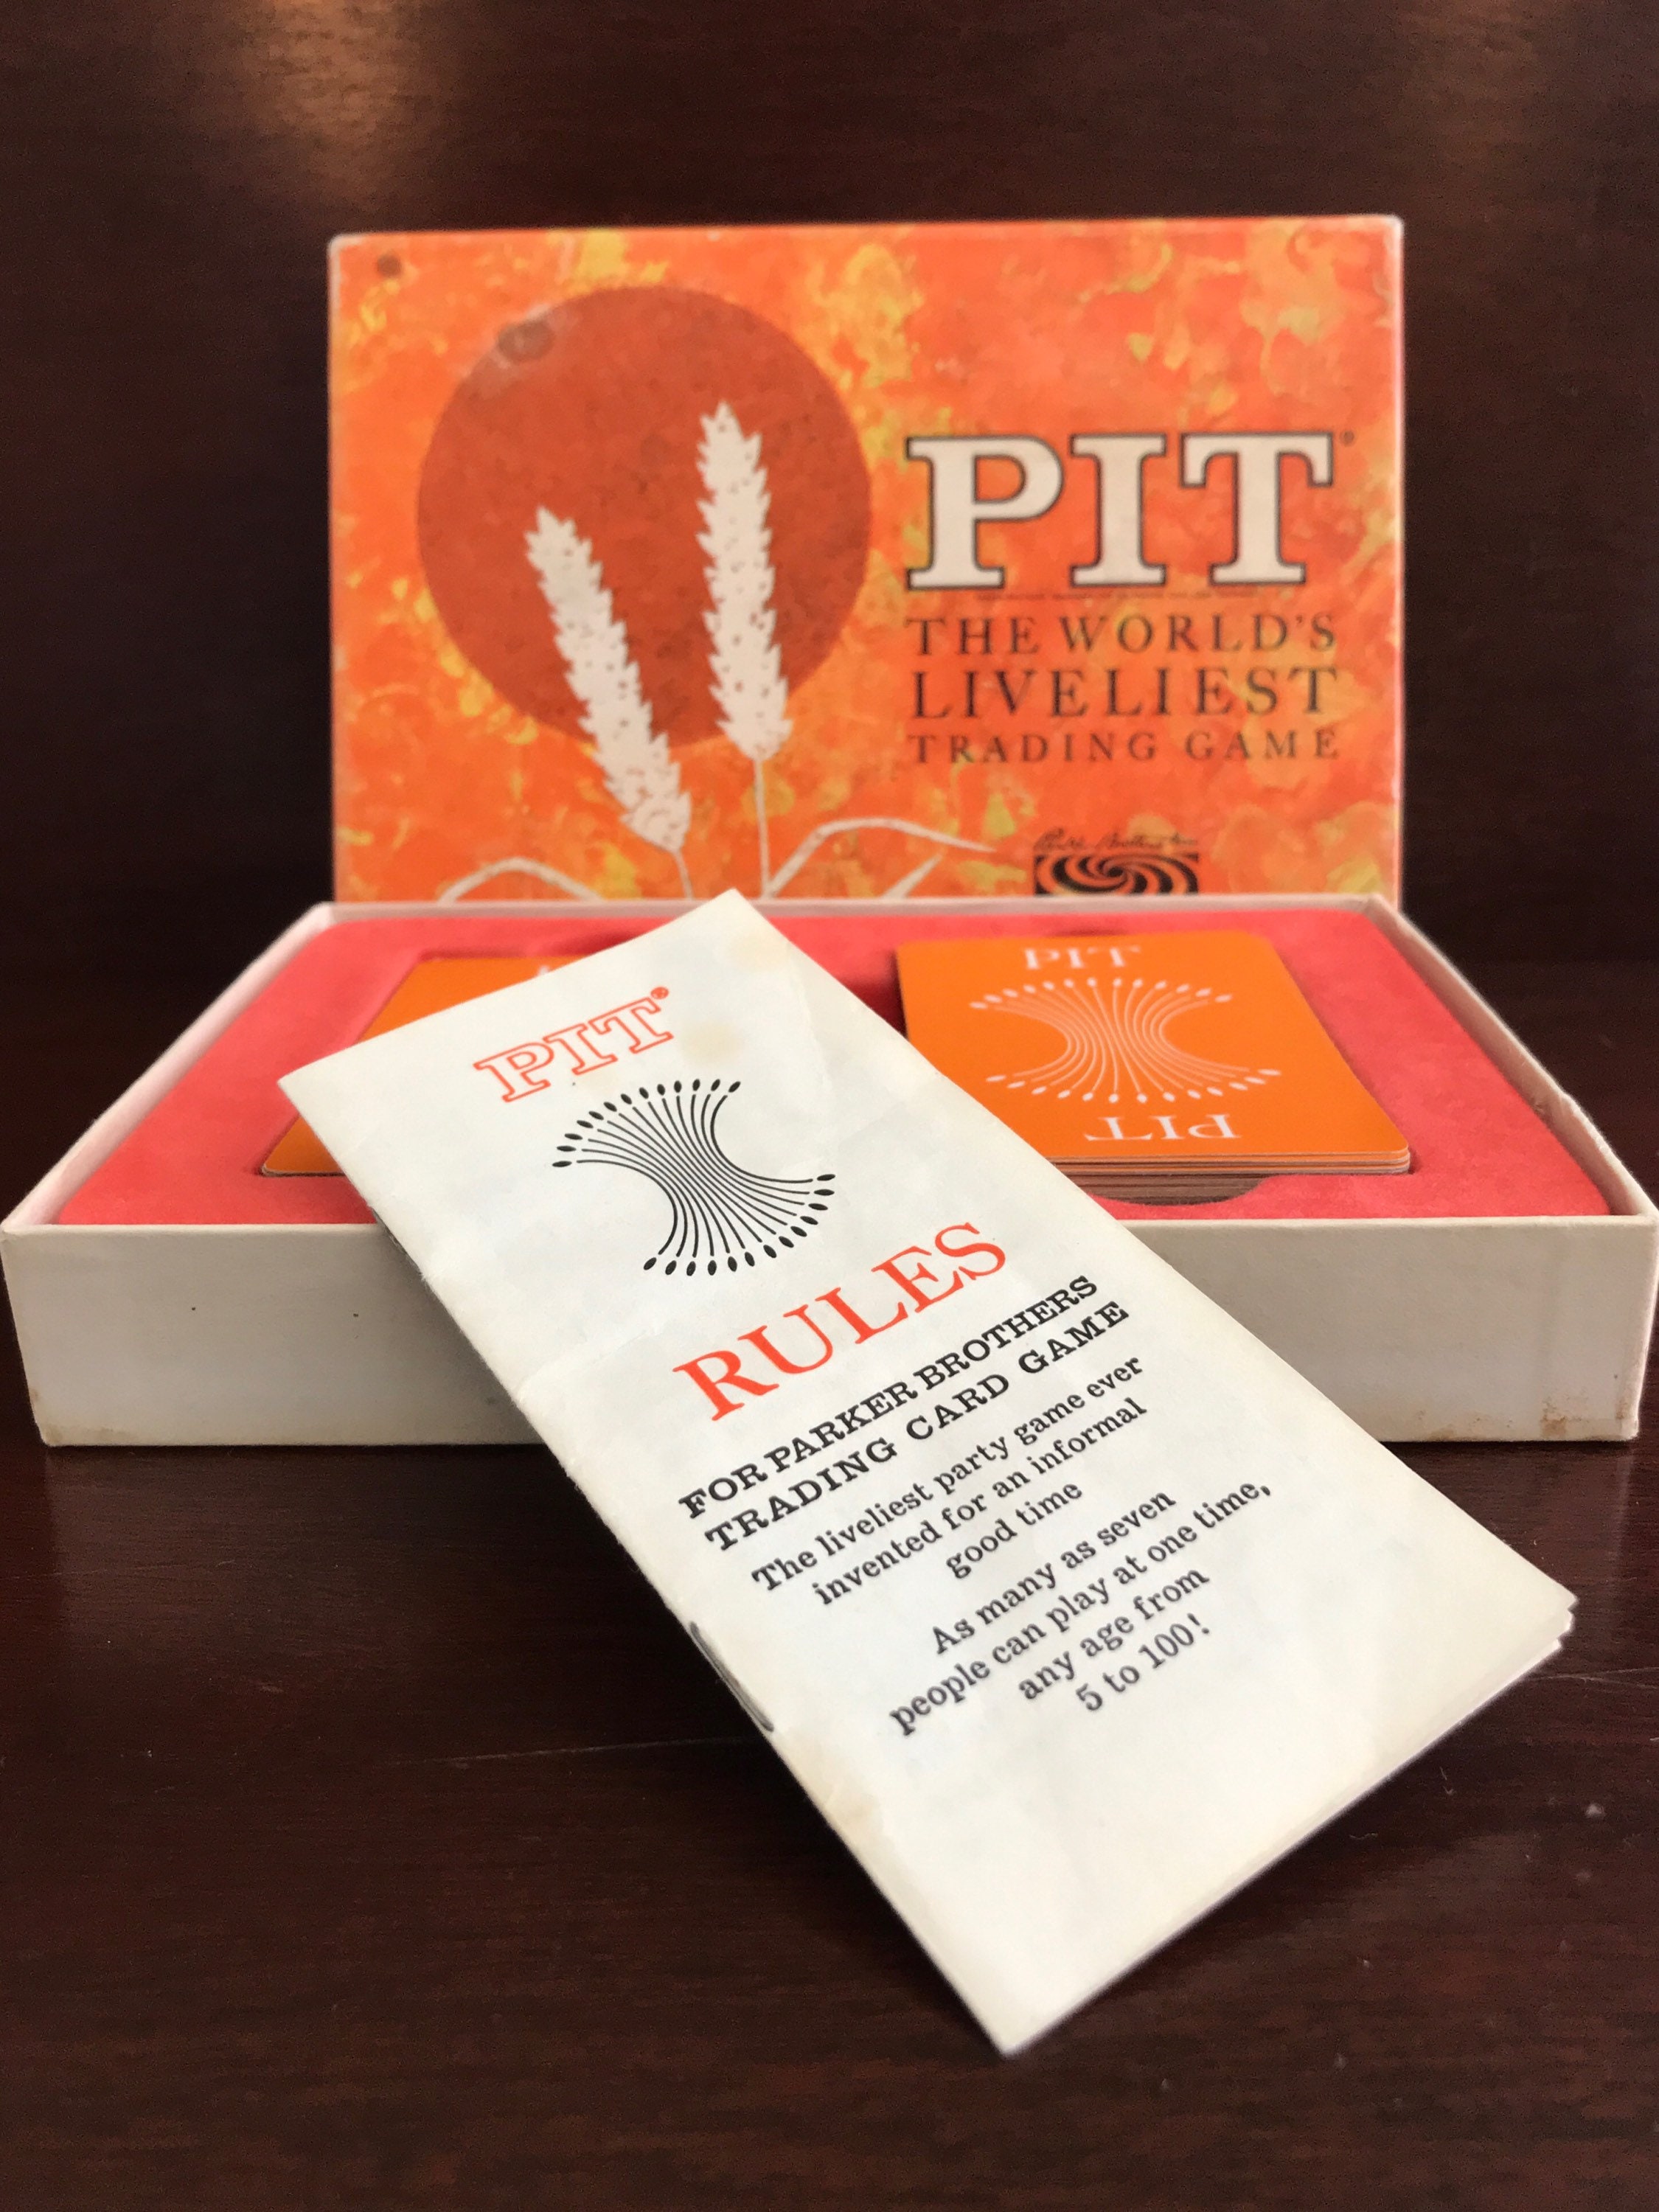 PIT®
THE WORLD'S
LIVELIEST
TRADING GAME
Parker Brothers
PIT
PIT
PIT®
RULES
FOR PARKER BROTHERS
TRADING CARD GAME
The liveliest party game ever
invented for an informal
good time
As many as seven
people can play at one time,
any age from
5 to 100!